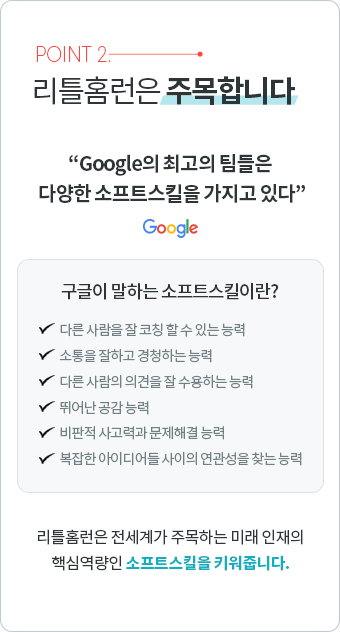 POINT 2.
리틀홈런은 주목합니다
“Google의 최고의 팀들은
다양한 소프트스킬을 가지고 있다”
Google
구글이 말하는 소프트스킬이란?
다른 사람을 잘 코칭 할 수 있는 능력
소통을 잘하고 경청하는 능력
다른 사람의 의견을 잘 수용하는 능력
뛰어난 공감 능력
비판적 사고력과 문제해결 능력
복잡한 아이디어들 사이의 연관성을 찾는 능력
리틀홈런은 전세계가 주목하는 미래 인재의
핵심역량인 소프트스킬을 키워줍니다.